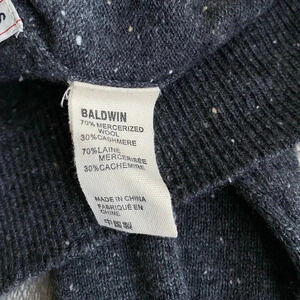 S
BALDWIN
70% MERCERIZED
WOOL
30%CASHMERE
70%LAINE
MERCERISÉE
30%CACHEMIRE
MADE IN CHINA
FABRIQUÉ EN
CHINE
中国製